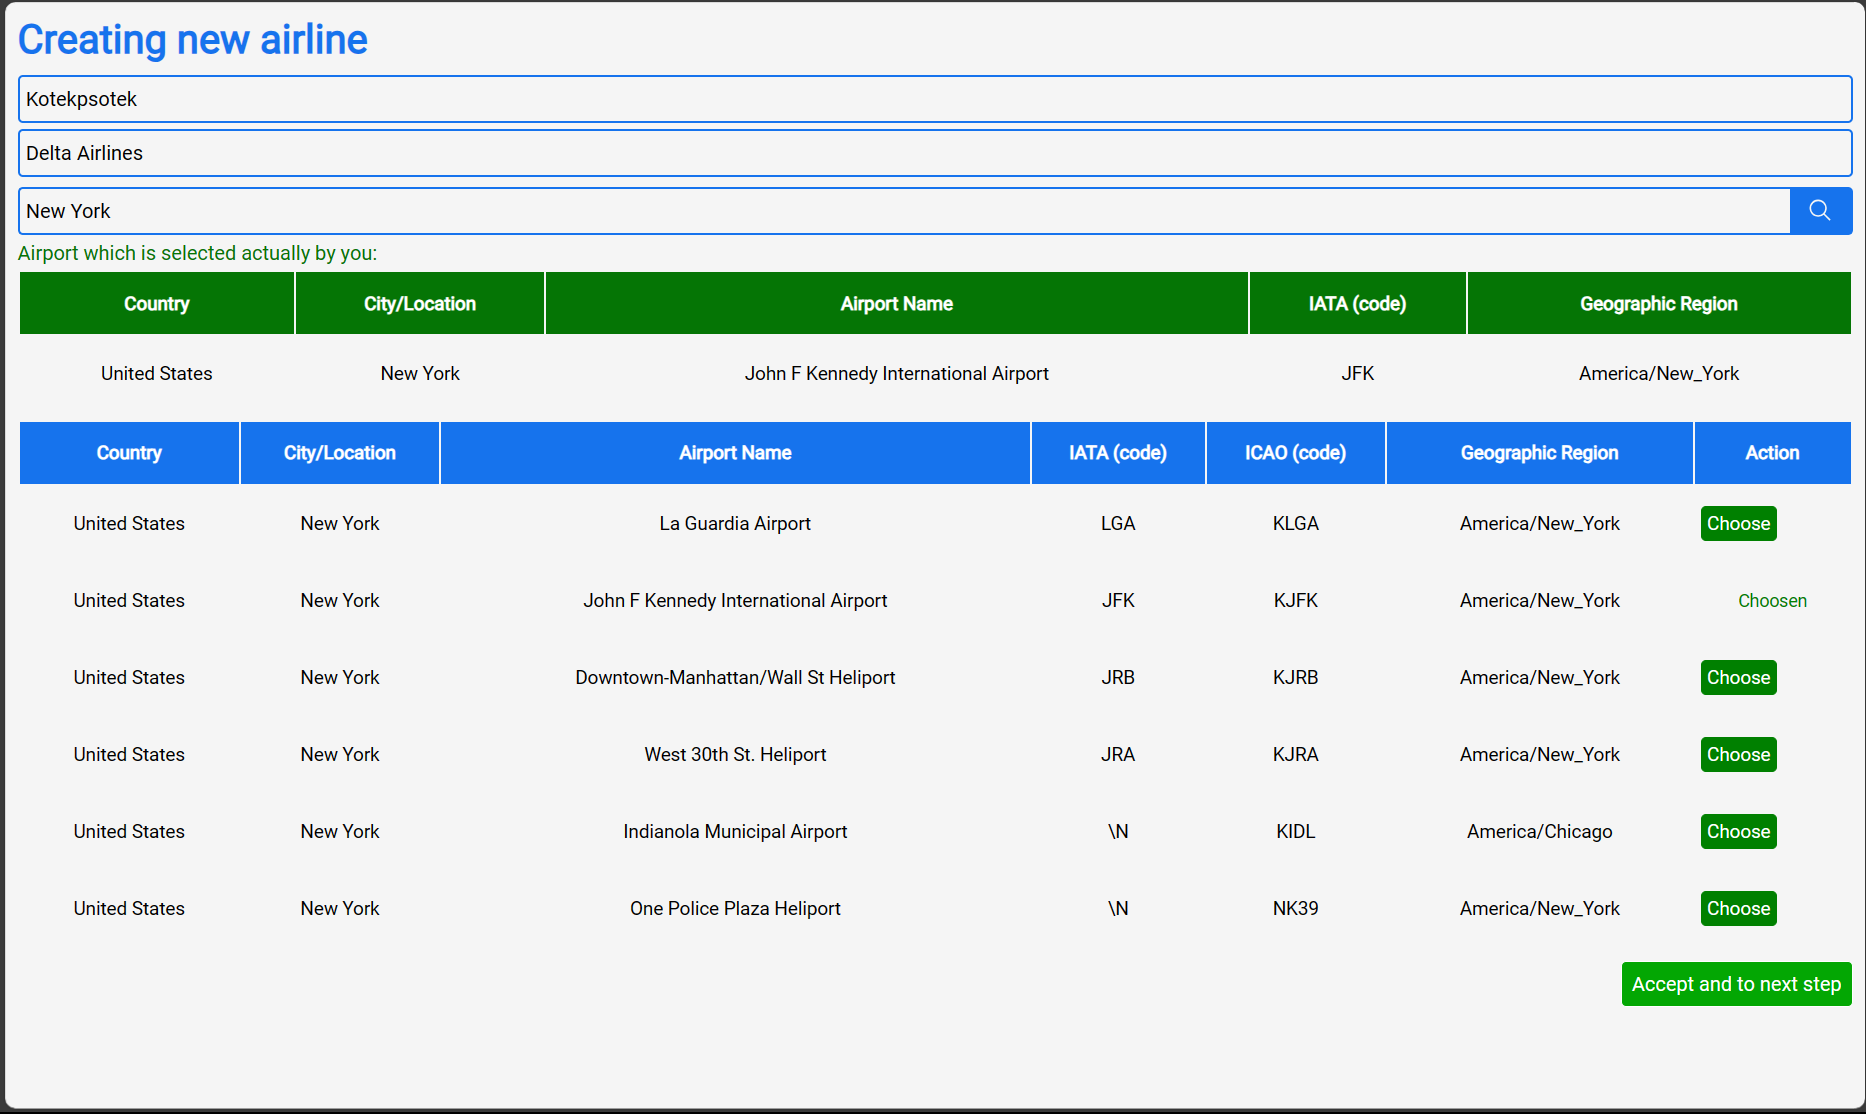 Creating new airline
Kotekpsotek
Delta Airlines
New York
Airport which is selected actually by you:
Country City/Location Airport Name IATA (code) Geographic Region
United States New York John F Kennedy International Airport JFK America/New_York
Country City/Location Airport Name IATA (code) ICAO (code) Geographic Region Action
United States New York La Guardia Airport LGA KLGA America/New_York Choose
United States New York John F Kennedy International Airport JFK KJFK America/New_York Choosen
United States New York Downtown-Manhattan/Wall St Heliport JRB KJRB America/New_York Choose
United States New York West 30th St. Heliport JRA KJRA America/New_York Choose
United States New York Indianola Municipal Airport \N KIDL America/Chicago Choose
United States New York One Police Plaza Heliport \N NK39 America/New_York Choose
Accept and to next step